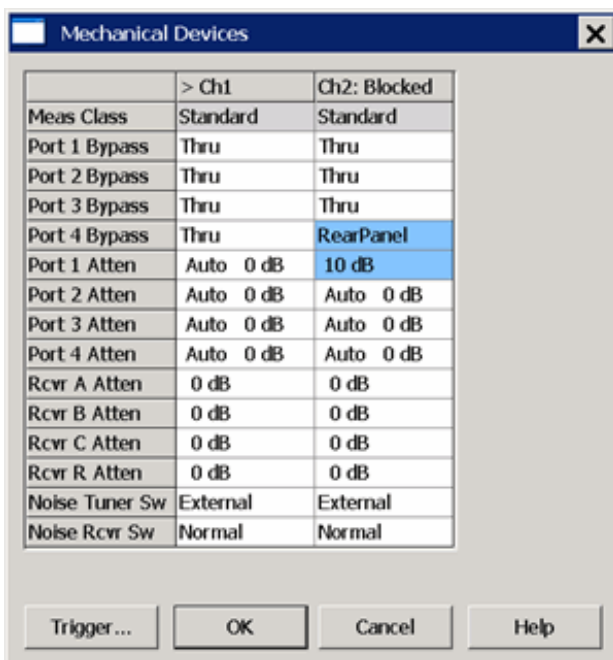 Mechanical Devices
> Ch1 Ch2: Blocked
Meas Class Standard Standard
Port 1 Bypass Thru Thru
Port 2 Bypass Thru Thru
Port 3 Bypass Thru Thru
Port 4 Bypass Thru RearPanel
Port 1 Atten Auto 0 dB 10 dB
Port 2 Atten Auto 0 dB Auto 0 dB
Port 3 Atten Auto 0 dB Auto 0 dB
Port 4 Atten Auto 0 dB Auto 0 dB
Rcvr A Atten 0 dB 0 dB
Rcvr B Atten 0 dB 0 dB
Rcvr C Atten 0 dB 0 dB
Rcvr R Atten 0 dB 0 dB
Noise Tuner Sw External External
Noise Rcvr Sw Normal Normal
Trigger... OK Cancel Help